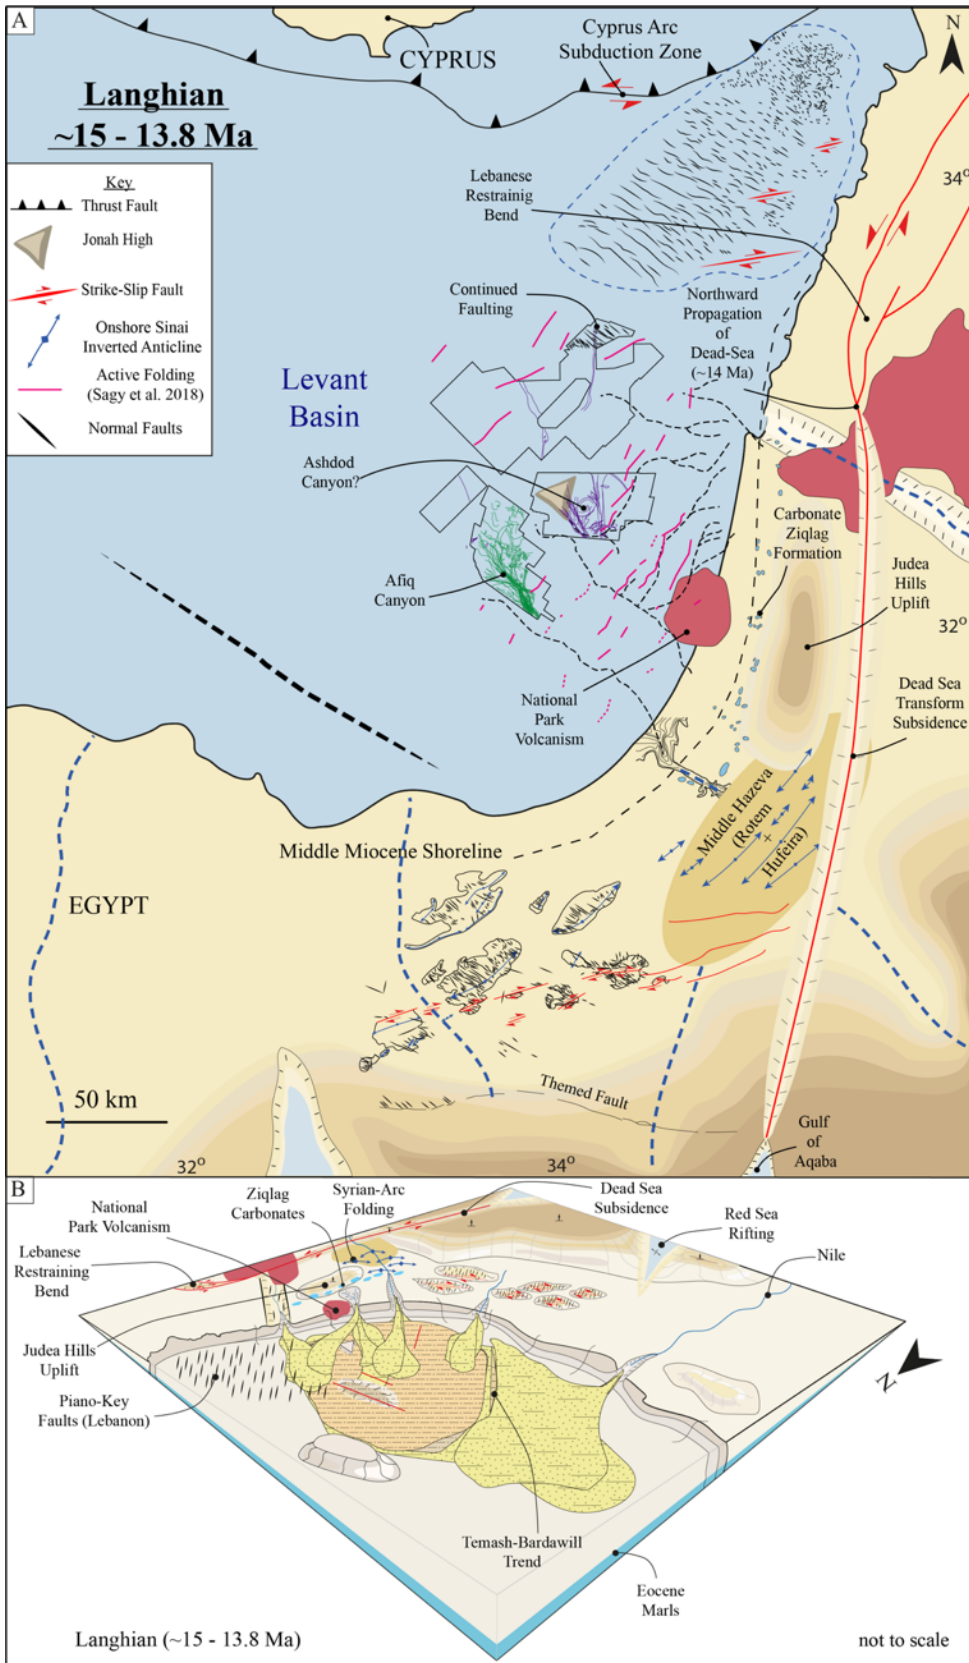 A
CYPRUS
Cyprus Arc
Subduction Zone
N
Langhian
~15 - 13.8 Ma
Key
Thrust Fault
Jonah High
Strike-Slip Fault
Onshore Sinai
Inverted Anticline
Active Folding
(Sagy et al. 2018)
Normal Faults
Lebanese
Restrainig
Bend
34°
Continued
Faulting
Northward
Propagation
of
Dead-Sea
(~14 Ma)
Levant
Basin
Ashdod
Canyon?
Carbonate
Ziqlag
Formation
Judea
Hills
Uplift
Afiq
Canyon
32°
National
Park
Volcanism
Dead Sea
Transform
Subsidence
Middle Hazeva
(Rotem
+
Hufeira)
Middle Miocene Shoreline
EGYPT
Themed Fault
50 km
Gulf
of
Aqaba
32°
34°
B
National
Park Volcanism
Ziqlag
Carbonates
Syrian-Arc
Folding
Dead Sea
Subsidence
Red Sea
Rifting
Nile
Lebanese
Restraining
Bend
Judea Hills
Uplift
Piano-Key
Faults (Lebanon)
N
Temash-Bardawill
Trend
Eocene
Marls
Langhian (~15 - 13.8 Ma)
not to scale